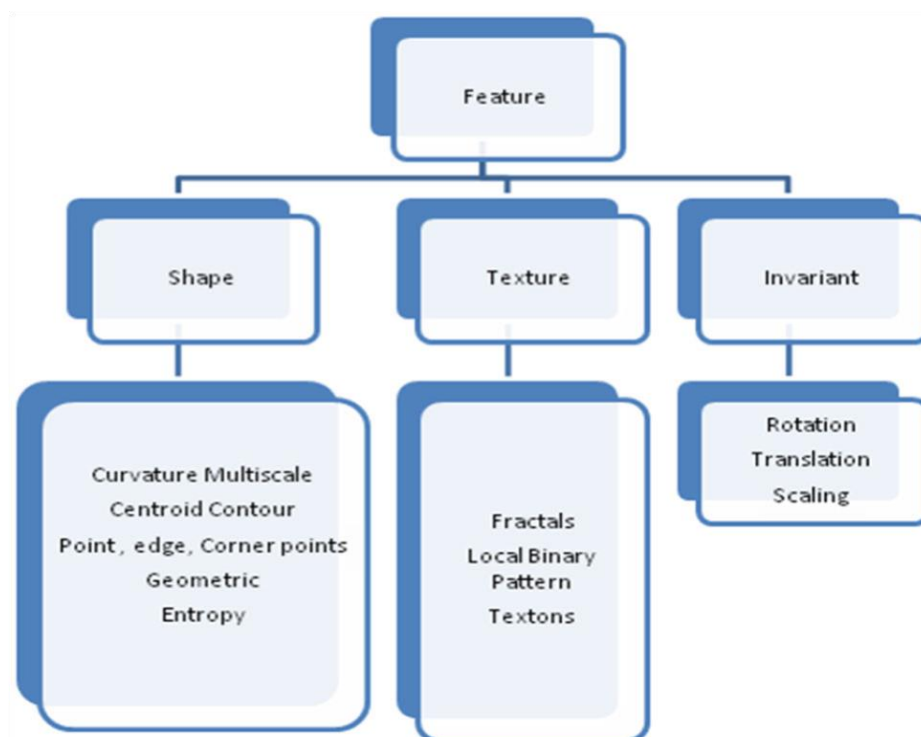 Feature
Shape
Texture
Invariant
Curvature Multiscale
Centroid Contour
Point , edge, Corner points
Geometric
Entropy
Fractals
Local Binary
Pattern
Textons
Rotation
Translation
Scaling